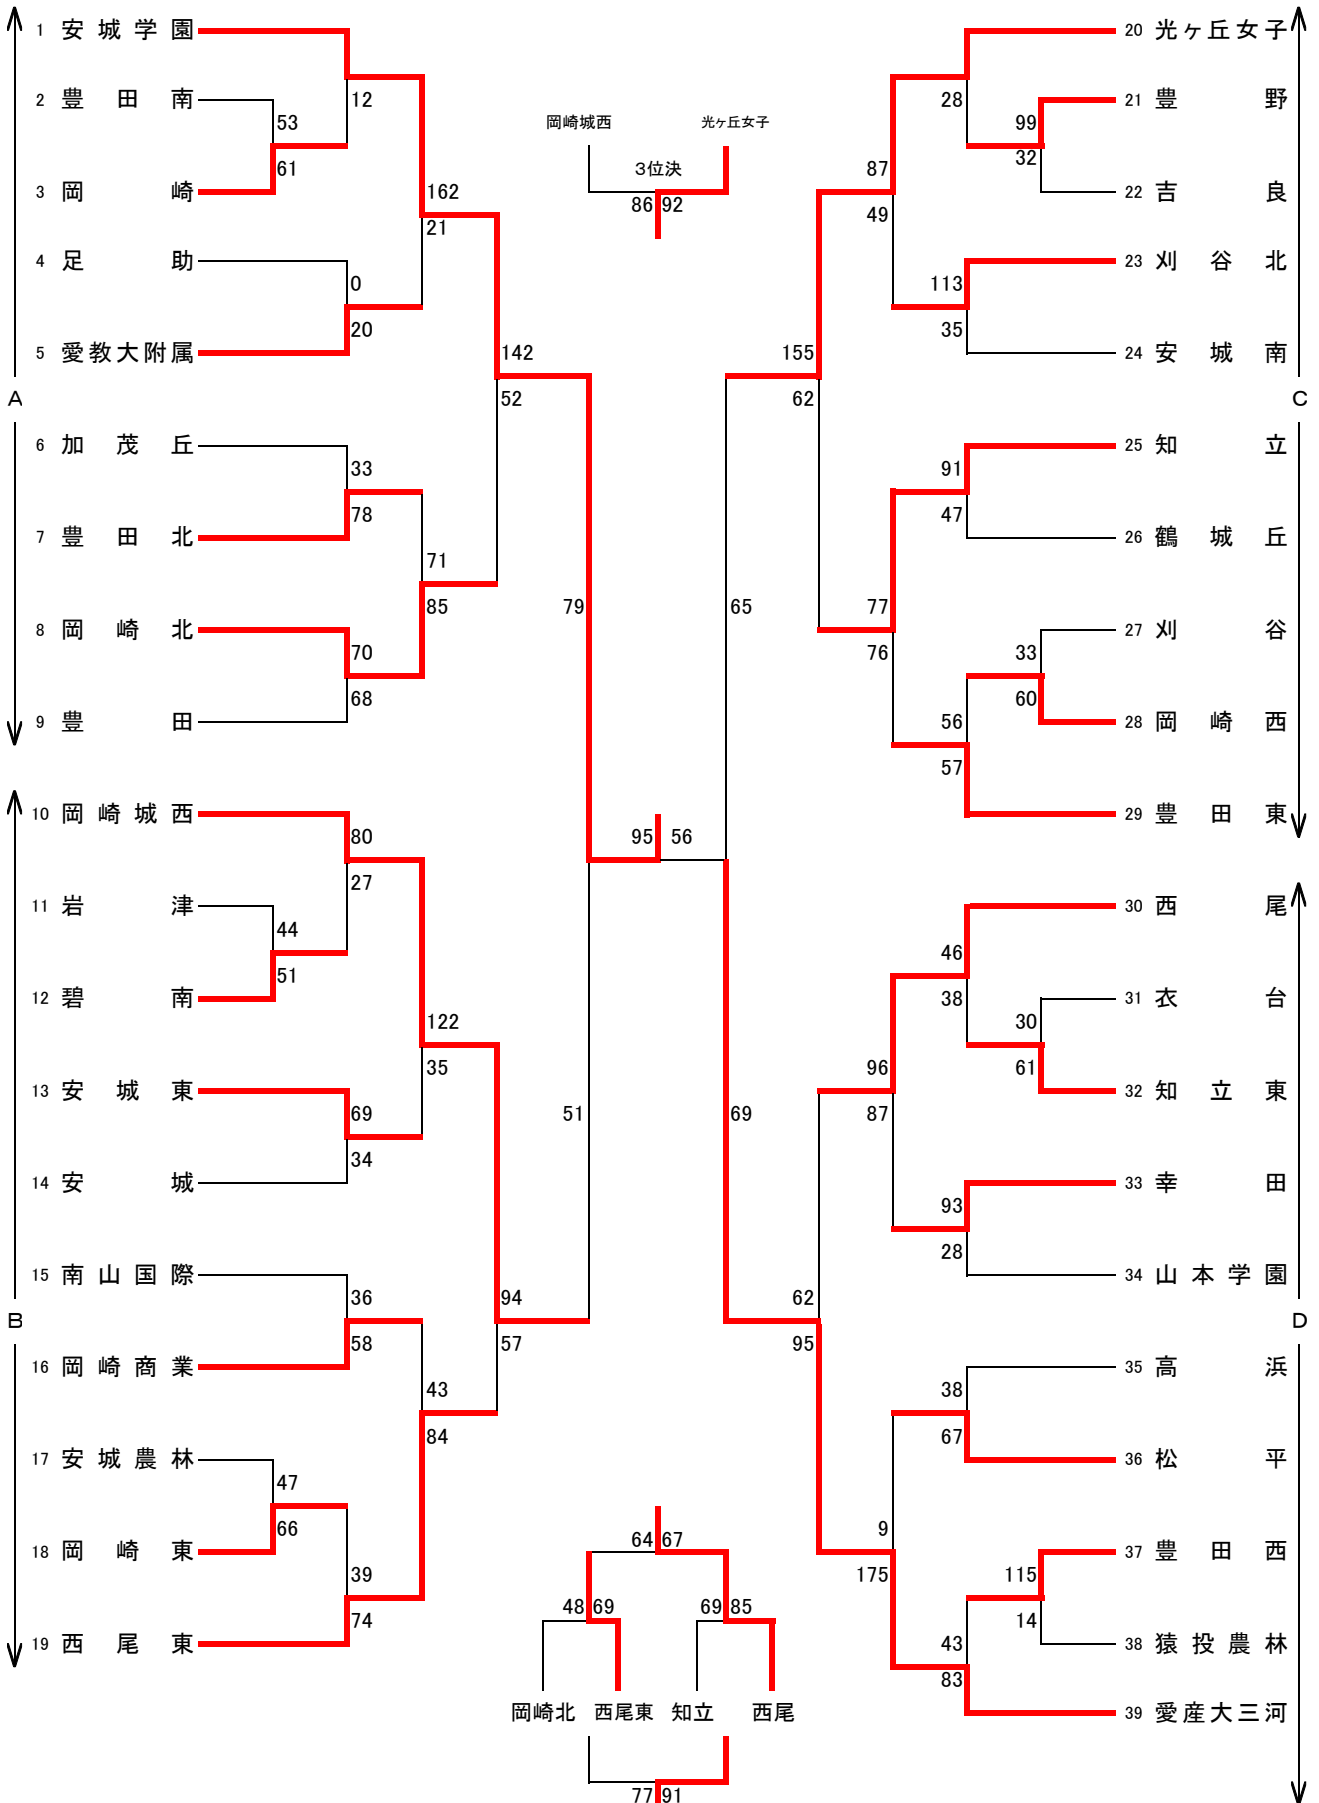 1 安城学園
2 豊田南
3 岡崎
4 足助
5 愛教大附属
6 加茂丘
7 豊田北
8 岡崎北
9 豊田
10 岡崎城西
11 岩津
12 碧南
13 安城東
14 安城
15 南山国際
16 岡崎商業
17 安城農林
18 岡崎東
19 西尾東
A
B
12
53
61
162
21
0
20
142
52
33
78
71
85
70
68
79
80
27
44
51
122
35
69
34
51
36
58
94
57
43
84
47
66
39
74
岡崎城西 光ヶ丘女子
3位決
86 92
95 56
64 67
48 69 69 85
岡崎北 西尾東 知立 西尾
77 91
20 光ヶ丘女子
21 豊野
22 吉良
23 刈谷北
24 安城南
25 知立
26 鶴城丘
27 刈谷
28 岡崎西
29 豊田東
30 西尾
31 衣台
32 知立東
33 幸田
34 山本学園
35 高浜
36 松平
37 豊田西
38 猿投農林
39 愛産大三河
C
D
28
99
32
87
49
113
35
155
62
91
47
65
77
76
33
60
56
57
46
38
30
61
96
87
69
93
28
62
95
38
67
9
175
115
14
43
83